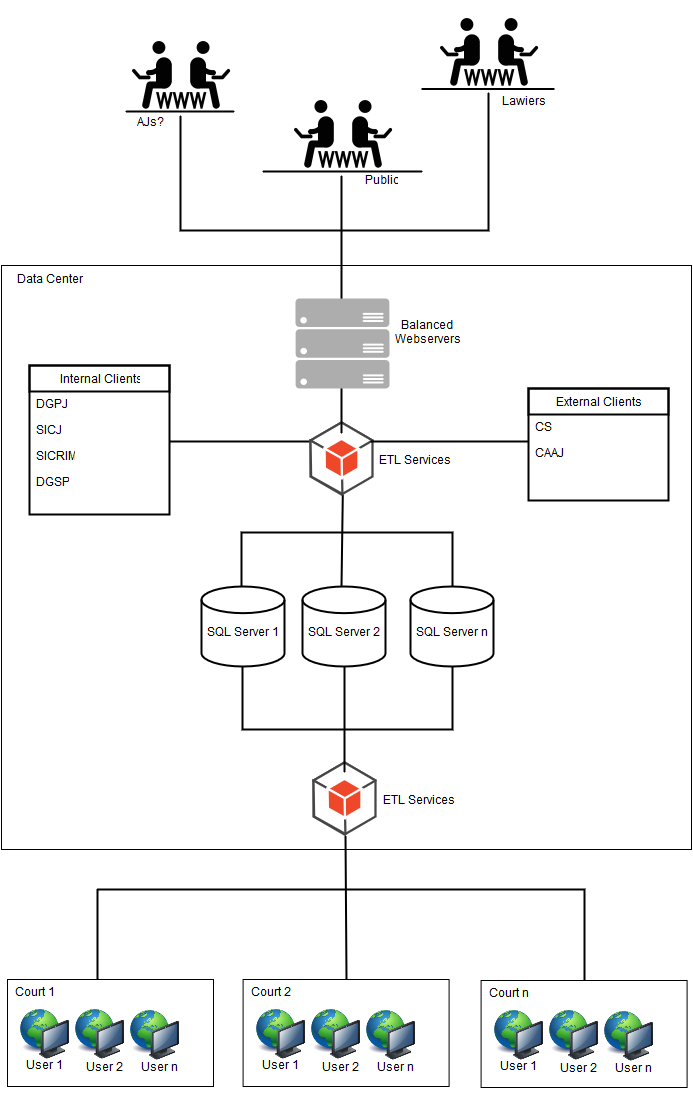 WWW
Lawiers
WWW
AJs?
WWW
Public
Data Center
Balanced
Webservers
Internal Clients
DGPJ
SICJ
SICRIM
DGSP
External Clients
CS
CAAJ
ETL Services
SQL Server 1
SQL Server 2
SQL Server n
ETL Services
Court 1
User 1
User 2
User n
Court 2
User 1
User 2
User n
Court n
User 1
User 2
User n